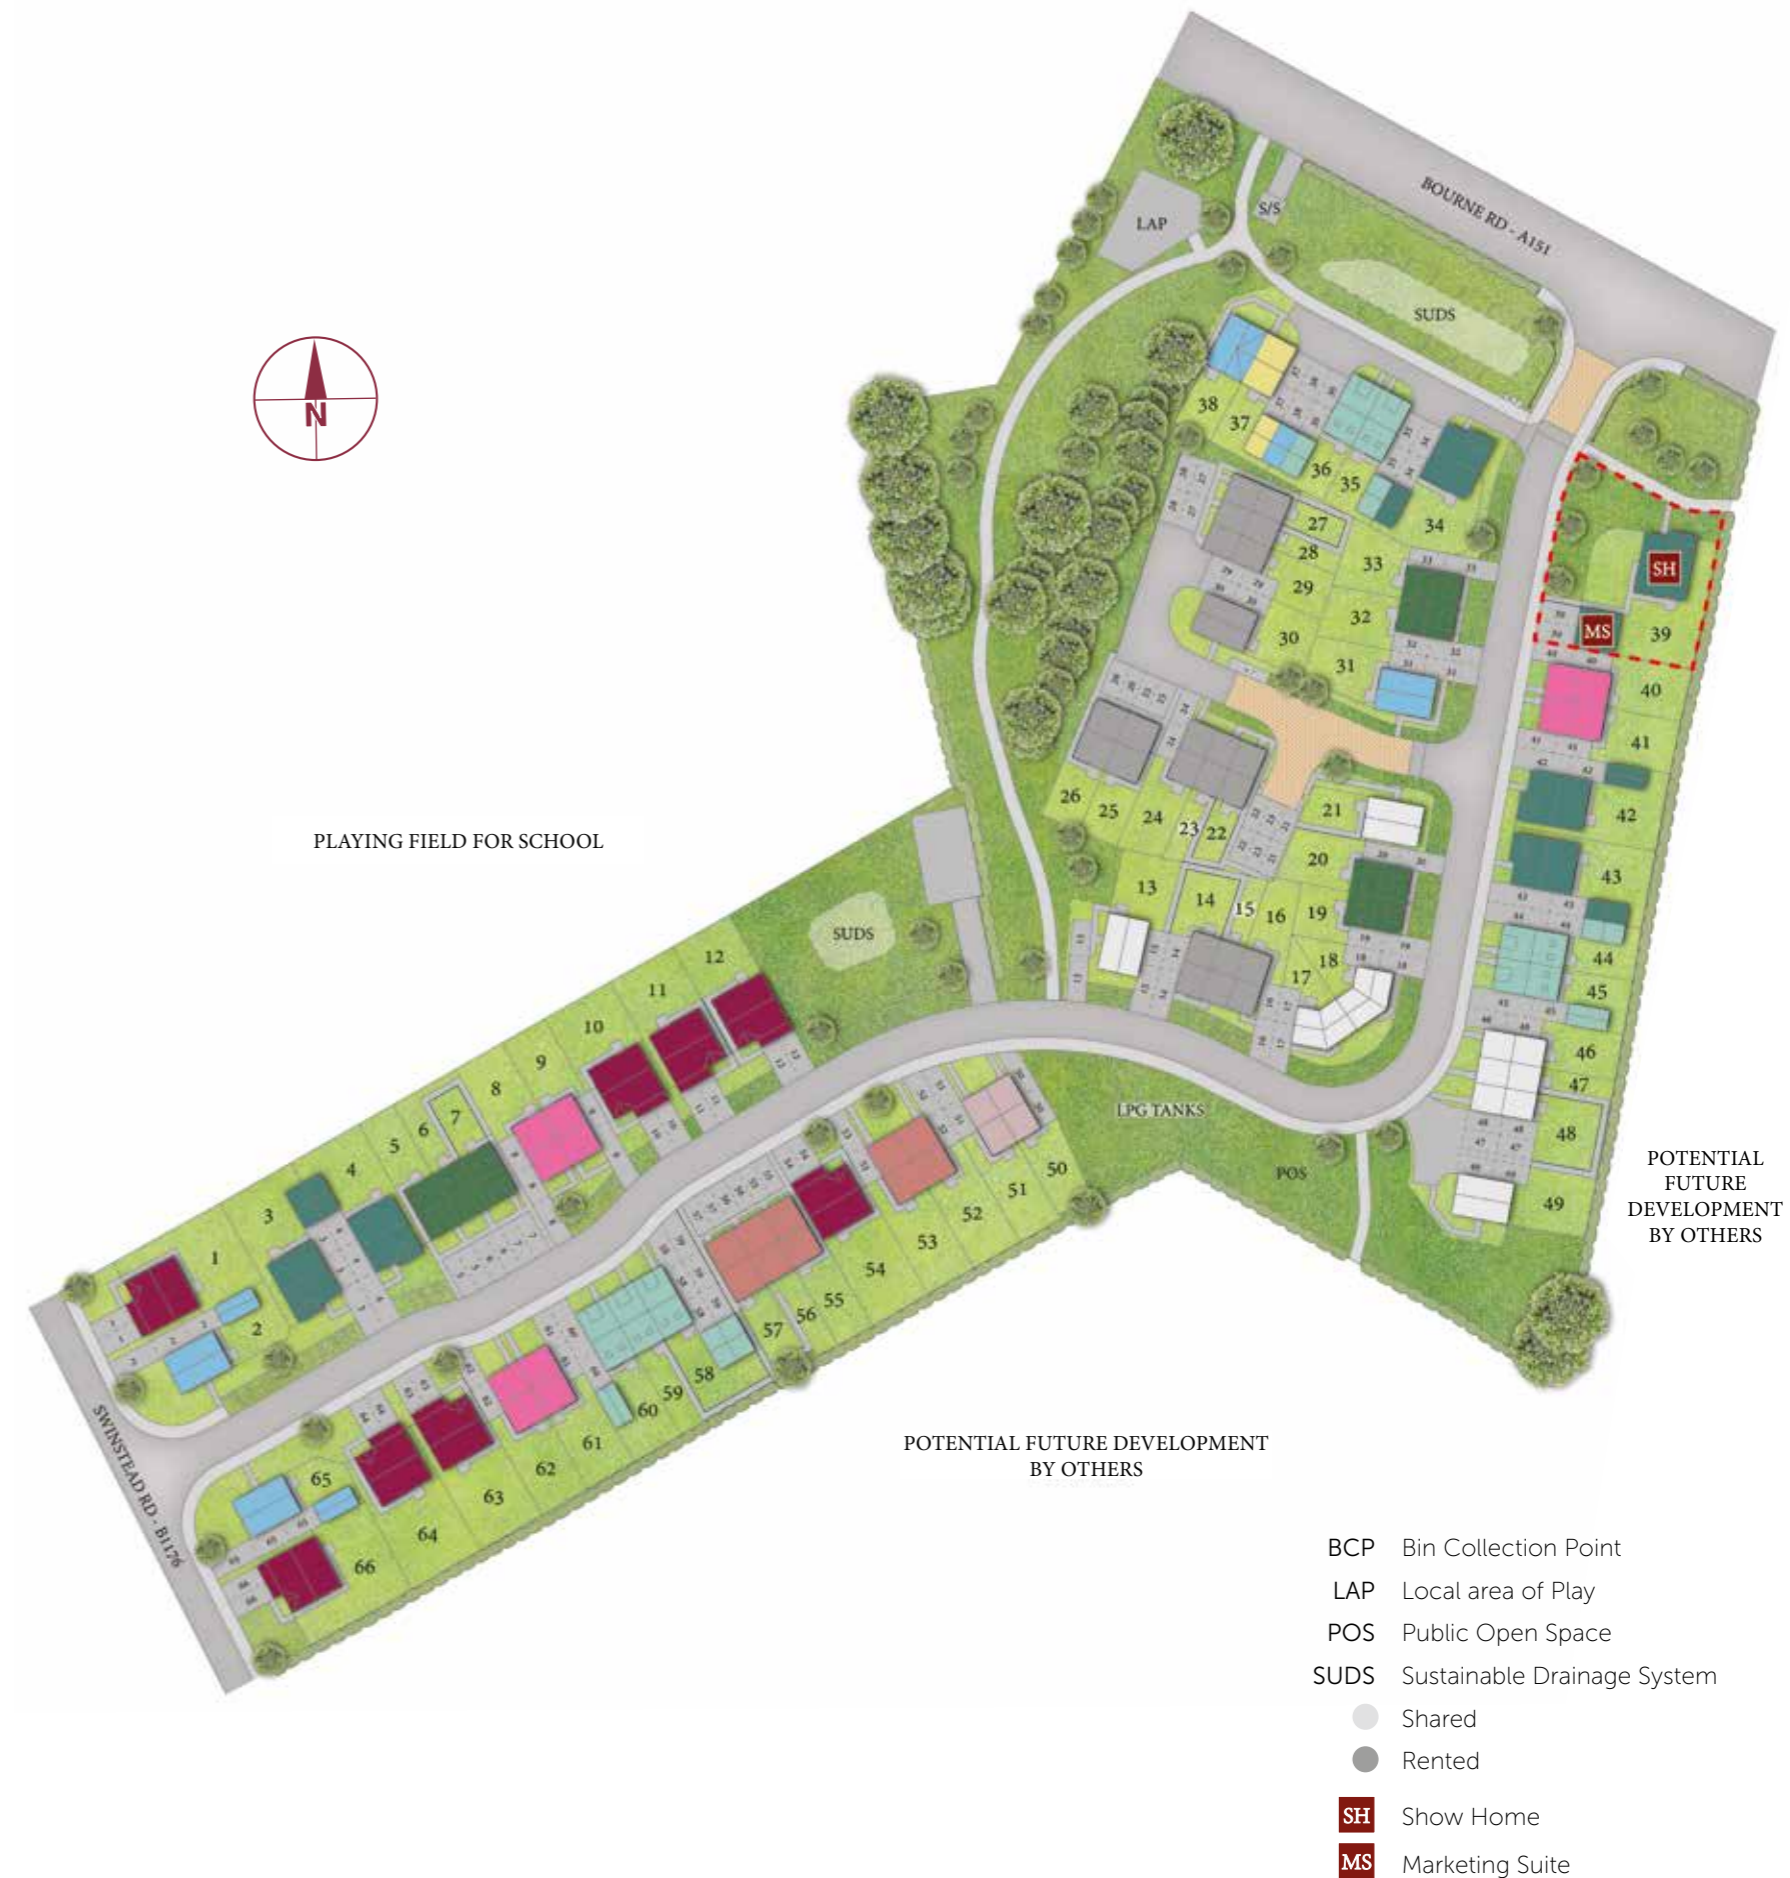 BOURNE RD - A151
LAP
S/S
SUDS
N
38
37
36
35
34
27
28
33
29
32
30
31
SH
MS
39
40
41
42
43
44
45
46
47
48
49
26
25
24
23
22
21
20
13
14
15
16
19
18
17
PLAYING FIELD FOR SCHOOL
SUDS
12
11
10
9
8
7
6
5
4
3
1
2
LPG TANKS
POS
50
51
52
53
54
55
56
57
58
59
60
61
62
63
64
65
66
SWINSTEAD RD - B1176
POTENTIAL
FUTURE
DEVELOPMENT
BY OTHERS
POTENTIAL FUTURE DEVELOPMENT
BY OTHERS
BCP Bin Collection Point
LAP Local area of Play
POS Public Open Space
SUDS Sustainable Drainage System
Shared
Rented
SH Show Home
MS Marketing Suite